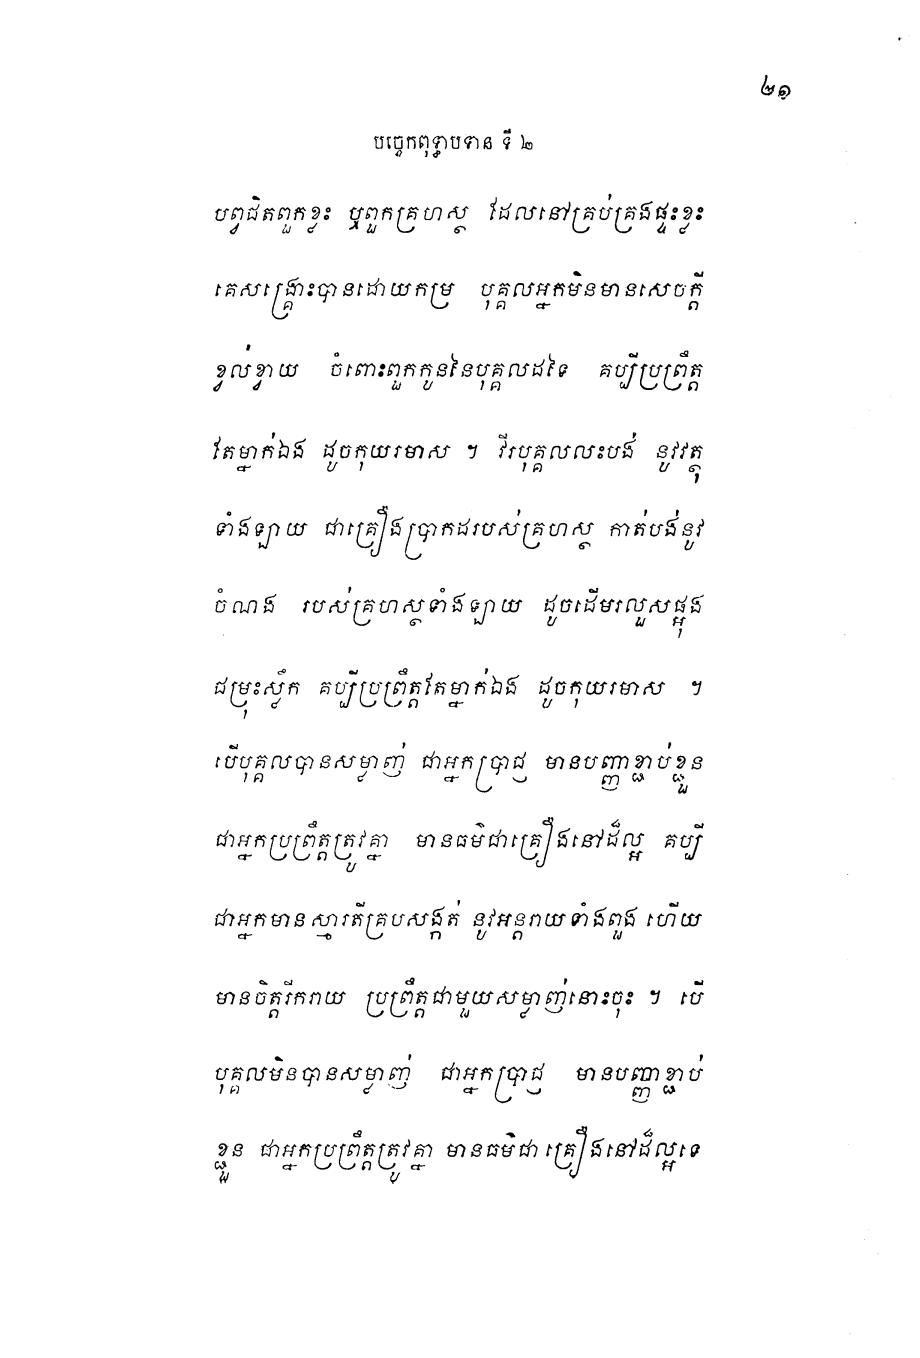 ២១
បច្ចេកពុទ្ធាបទាន ទី ២
បព្វជិតពួកខ្លះ ឬពួកគ្រហស្ថ ដែលនៅគ្រប់គ្រងផ្ទះខ្លះ
គេសង្គ្រោះបានដោយកម្រ បុគ្គលអ្នកមិនមានសេចក្តី
ខ្វល់ខ្វាយ ចំពោះពួកកូននៃបុគ្គលដទៃ គប្បីប្រព្រឹត្ត
តែម្នាក់ឯង ដូចកុយរមាស ។ វីរបុគ្គលលះបង់ នូវវត្ថុ
ទាំងឡាយ ជាគ្រឿងប្រាកដរបស់គ្រហស្ថ កាត់បង់នូវ
ចំណង របស់គ្រហស្ថទាំងឡាយ ដូចដើមរលួសផ្អុង
ជម្រុះស្លឹក គប្បីប្រព្រឹត្តតែម្នាក់ឯង ដូចកុយរមាស ។
បើបុគ្គលបានសម្លាញ់ ជាអ្នកប្រាជ្ញ មានបញ្ញាខ្ជាប់ខ្ជួន
ជាអ្នកប្រព្រឹត្តត្រូវគ្នា មានធម៌ជាគ្រឿងនៅដ៏ល្អ គប្បី
ជាអ្នកមានស្មារតីគ្របសង្កត់ នូវអន្តរាយទាំងពួង ហើយ
មានចិត្តរីករាយ ប្រព្រឹត្តជាមួយសម្លាញ់នោះចុះ ។ បើ
បុគ្គលមិនបានសម្លាញ់ ជាអ្នកប្រាជ្ញ មានបញ្ញាខ្ជាប់
ខ្ជួន ជាអ្នកប្រព្រឹត្តត្រូវគ្នា មានធម៌ជា គ្រឿងនៅដ៏ល្អទេ